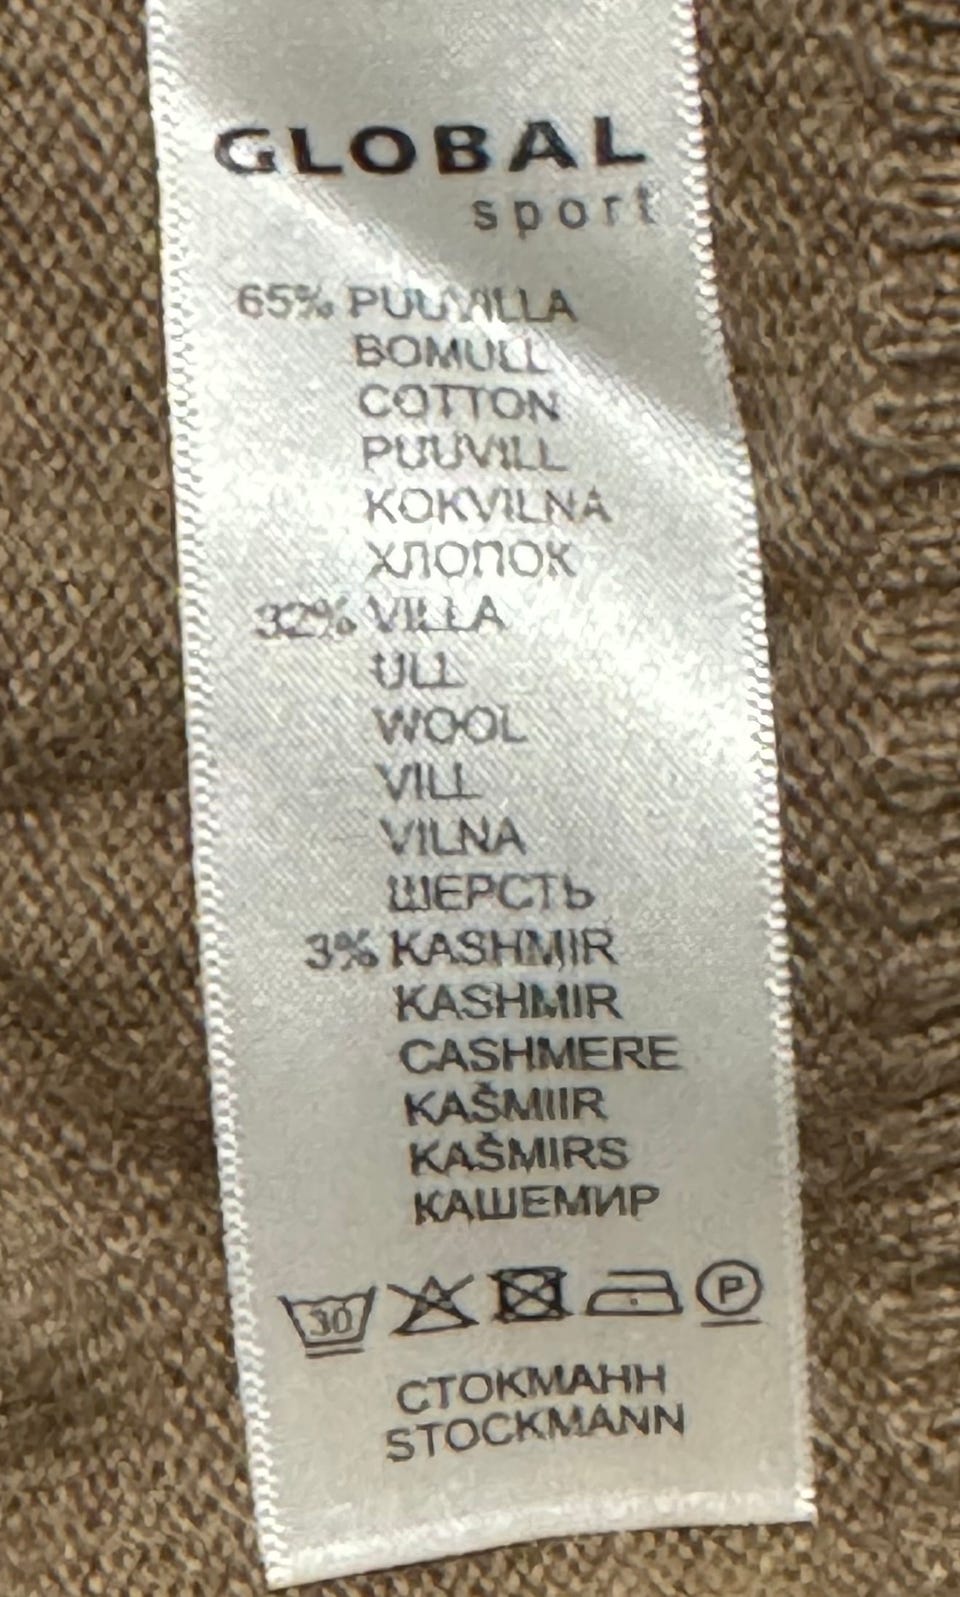 GLOBAL
sport
65% PUUVILLA
BOMULL
COTTON
PUUVILL
KOKVILNA
ХЛОПОК
32% VILLA
ULL
WOOL
VILL
VILNA
ШЕРСТЬ
3% KASHMIR
KASHMIR
CASHMERE
KAŠMIIR
KAŠMIRS
КАШЕМИР
30 P
СТОКМАНН
STOCKMANN